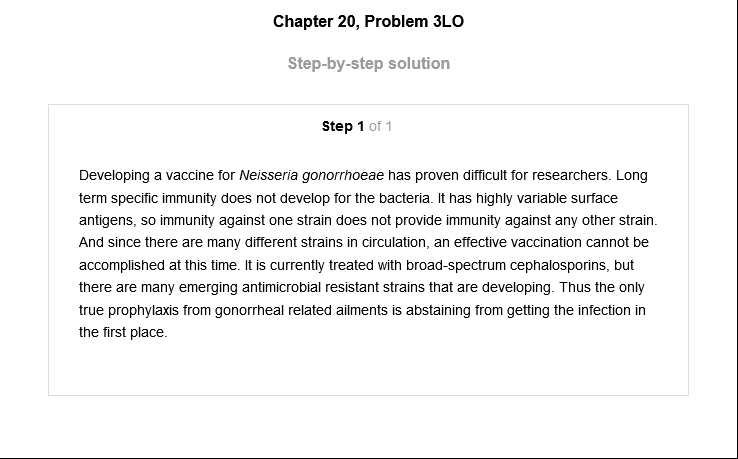 Chapter 20, Problem 3LO
Step-by-step solution
Step 1 of 1
Developing a vaccine for Neisseria gonorrhoeae has proven difficult for researchers. Long
term specific immunity does not develop for the bacteria. It has highly variable surface
antigens, so immunity against one strain does not provide immunity against any other strain.
And since there are many different strains in circulation, an effective vaccination cannot be
accomplished at this time. It is currently treated with broad-spectrum cephalosporins, but
there are many emerging antimicrobial resistant strains that are developing. Thus the only
true prophylaxis from gonorrheal related ailments is abstaining from getting the infection in
the first place.